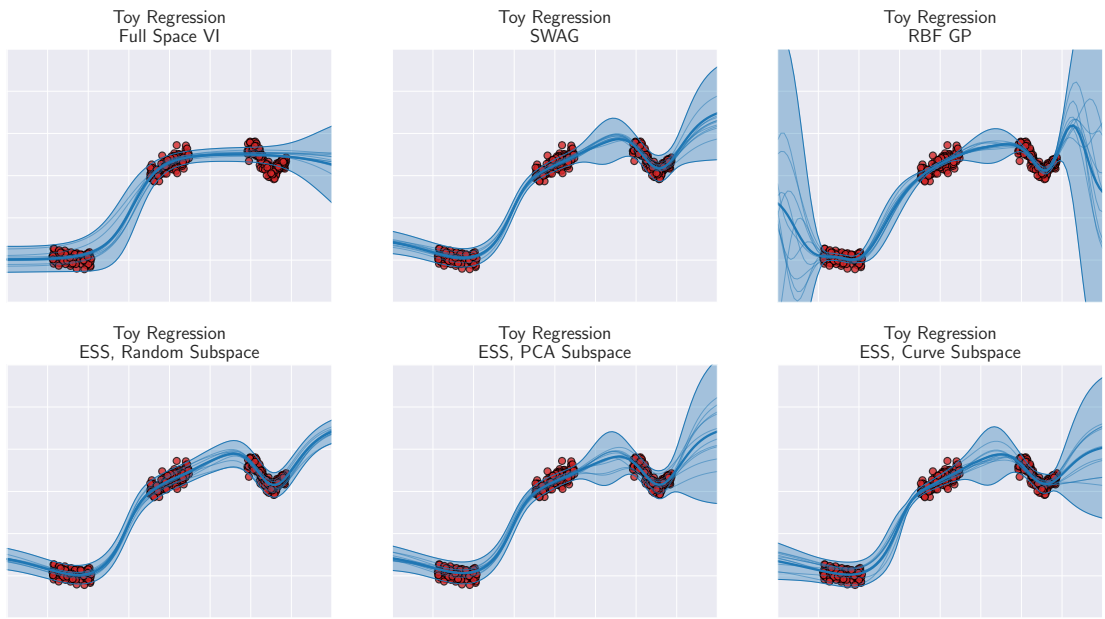 Toy Regression
Full Space VI
Toy Regression
SWAG
Toy Regression
RBF GP
Toy Regression
ESS, Random Subspace
Toy Regression
ESS, PCA Subspace
Toy Regression
ESS, Curve Subspace